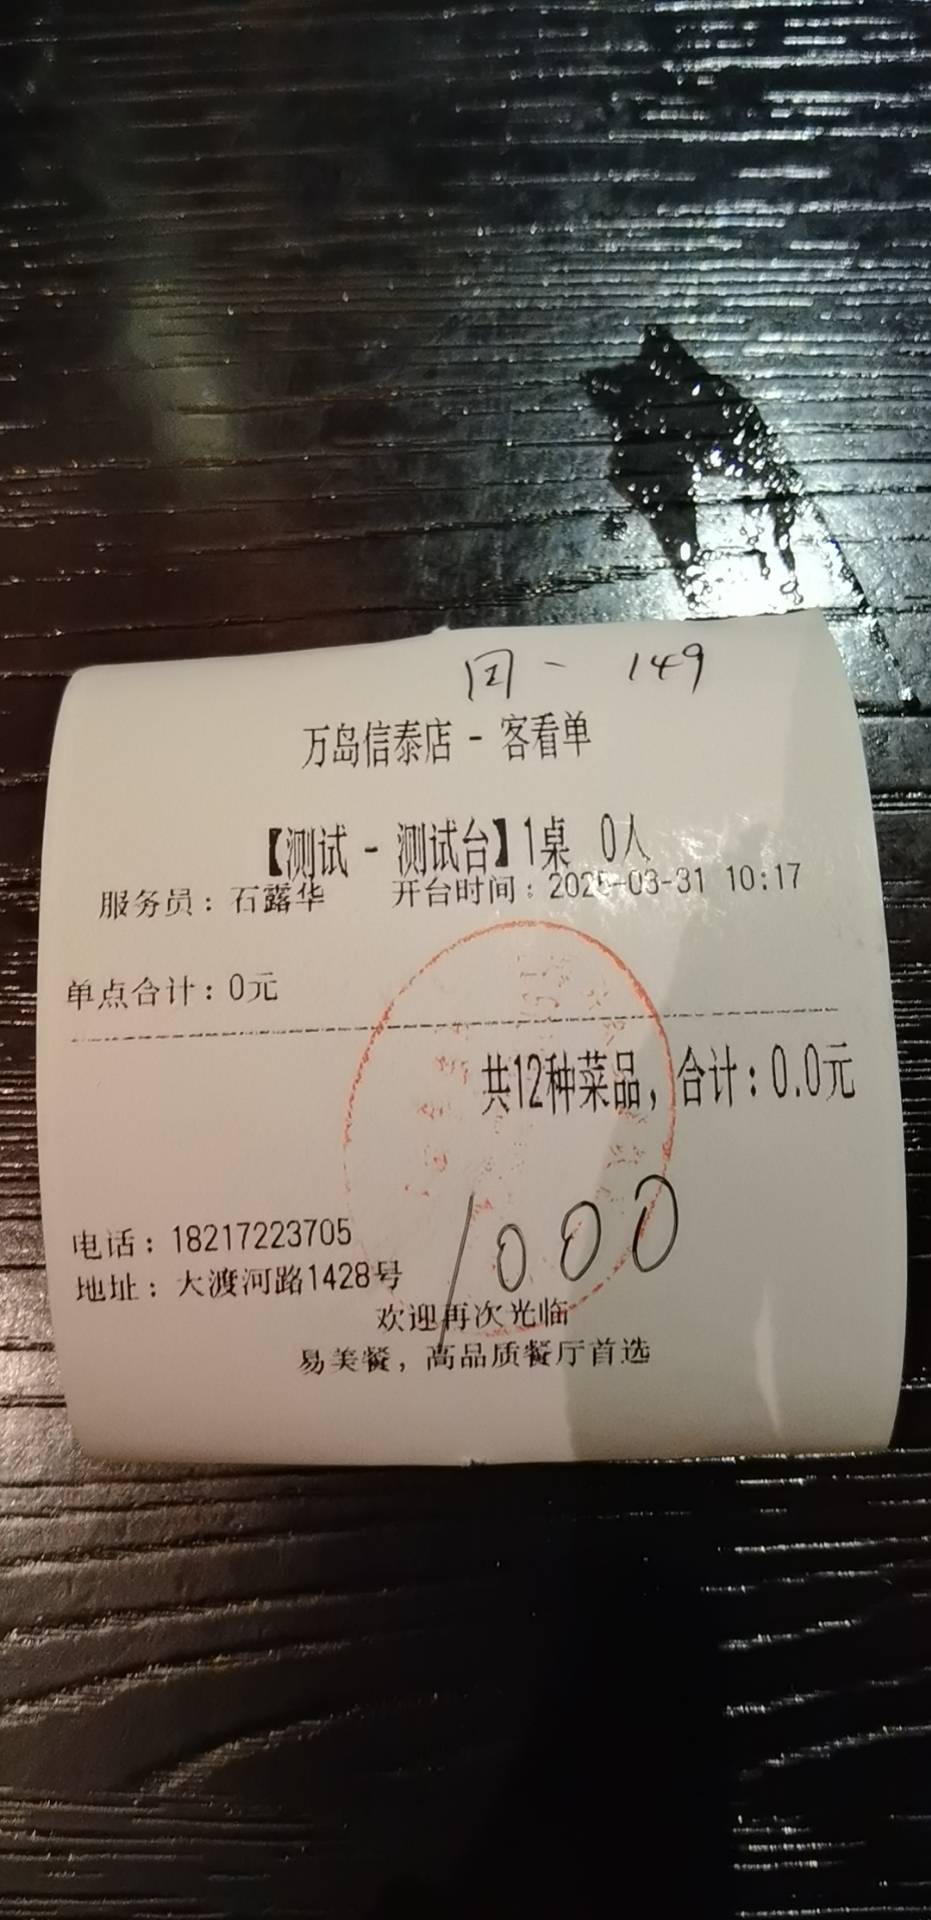 团一 149
万岛信泰店 - 客看单
【测试 - 测试台】1桌 0人
服务员：石露华 开台时间：2025-03-31 10:17
单点合计：0元
共12种菜品，合计：0.0元
1000
电话：18217223705
地址：大渡河路1428号
欢迎再次光临
易美餐，高品质餐厅首选